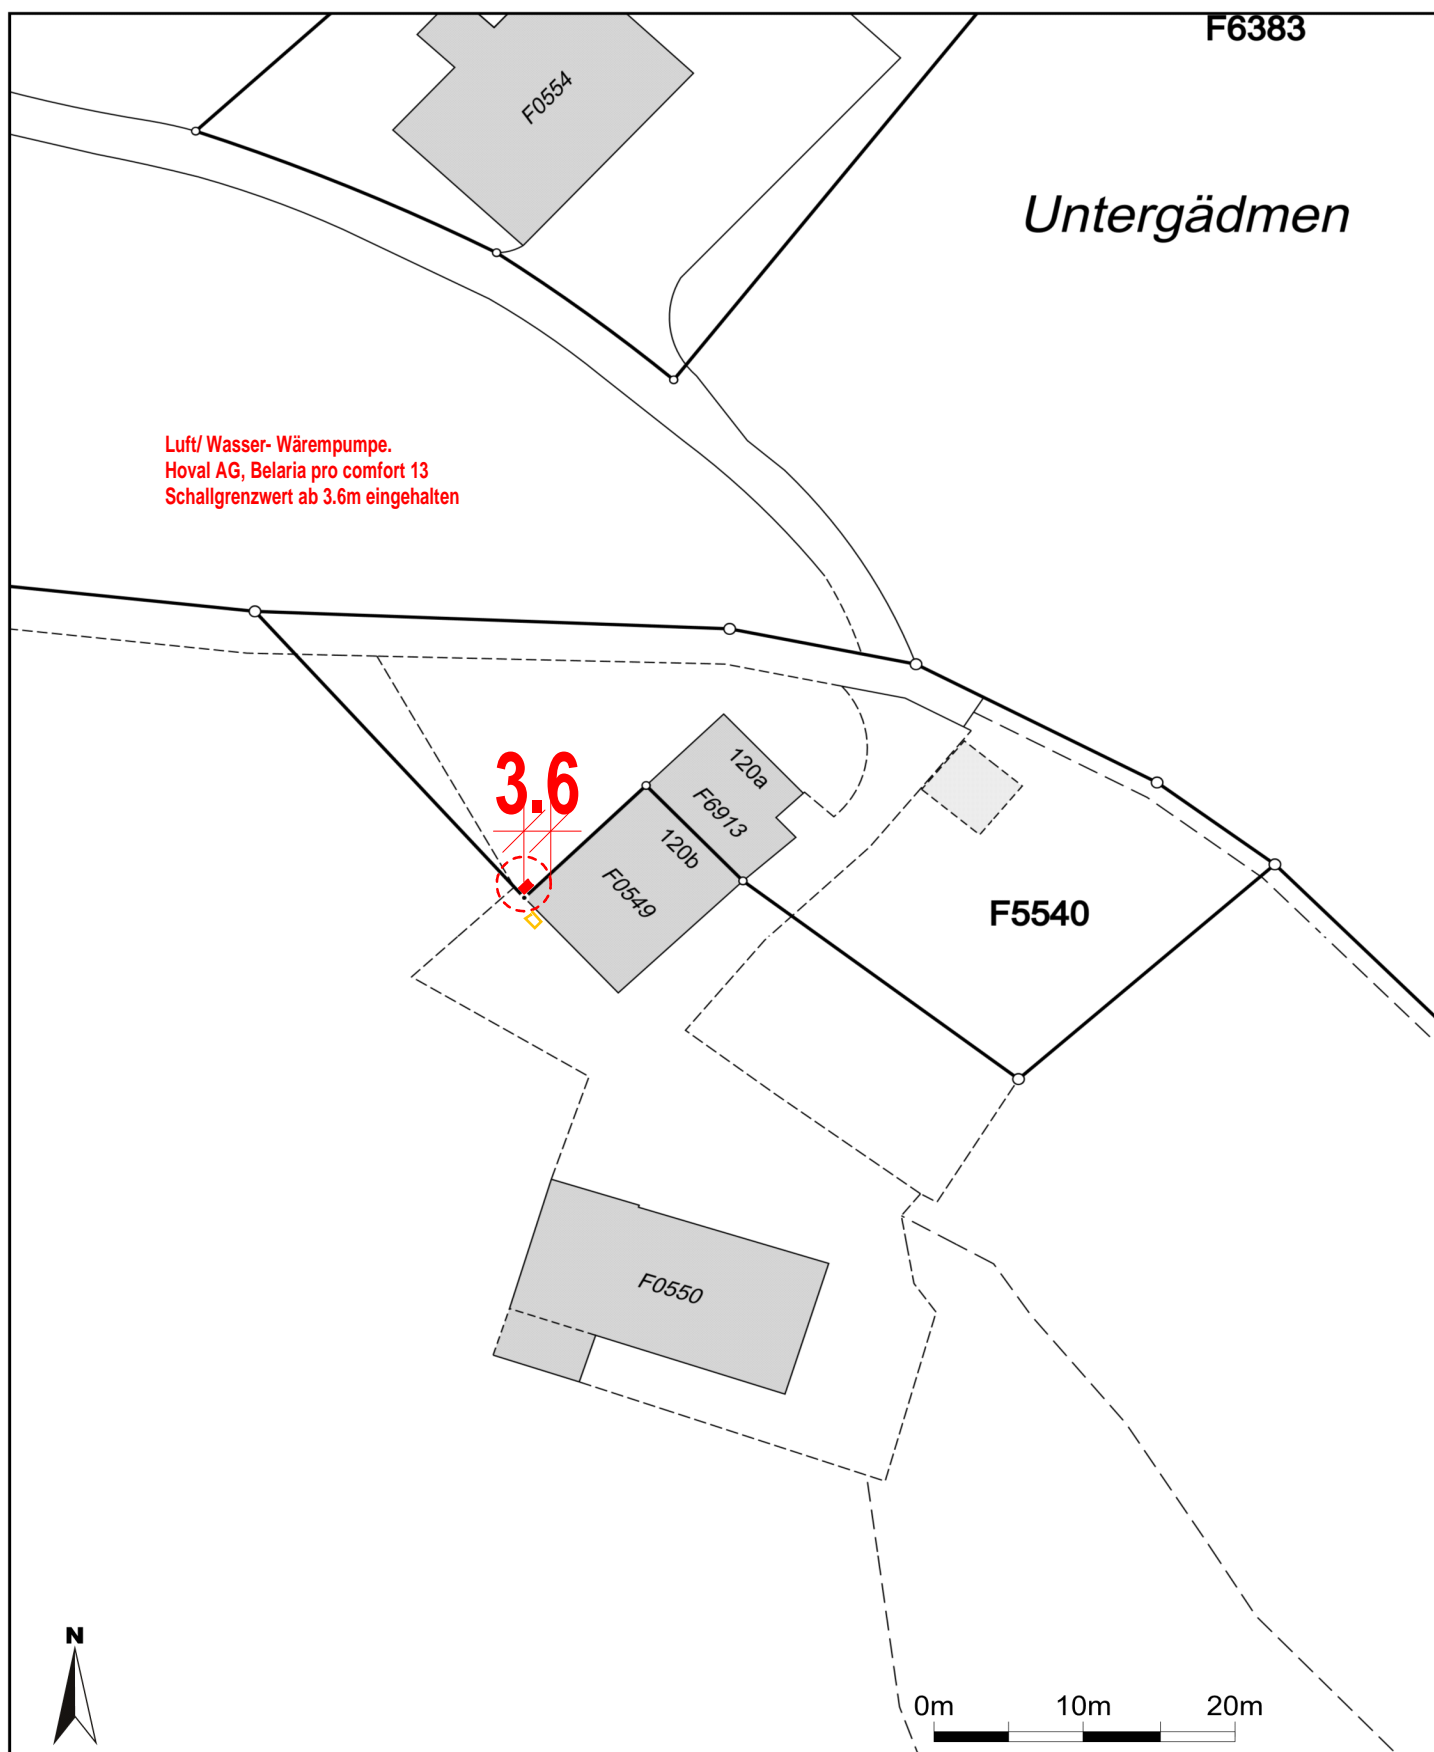 F6383
F0554
Untergädmen
Luft/ Wasser- Wärempumpe.
Hoval AG, Belaria pro comfort 13
Schallgrenzwert ab 3.6m eingehalten
3.6
120a
F6913
120b
F0549
F5540
F0550
N
0m 10m 20m